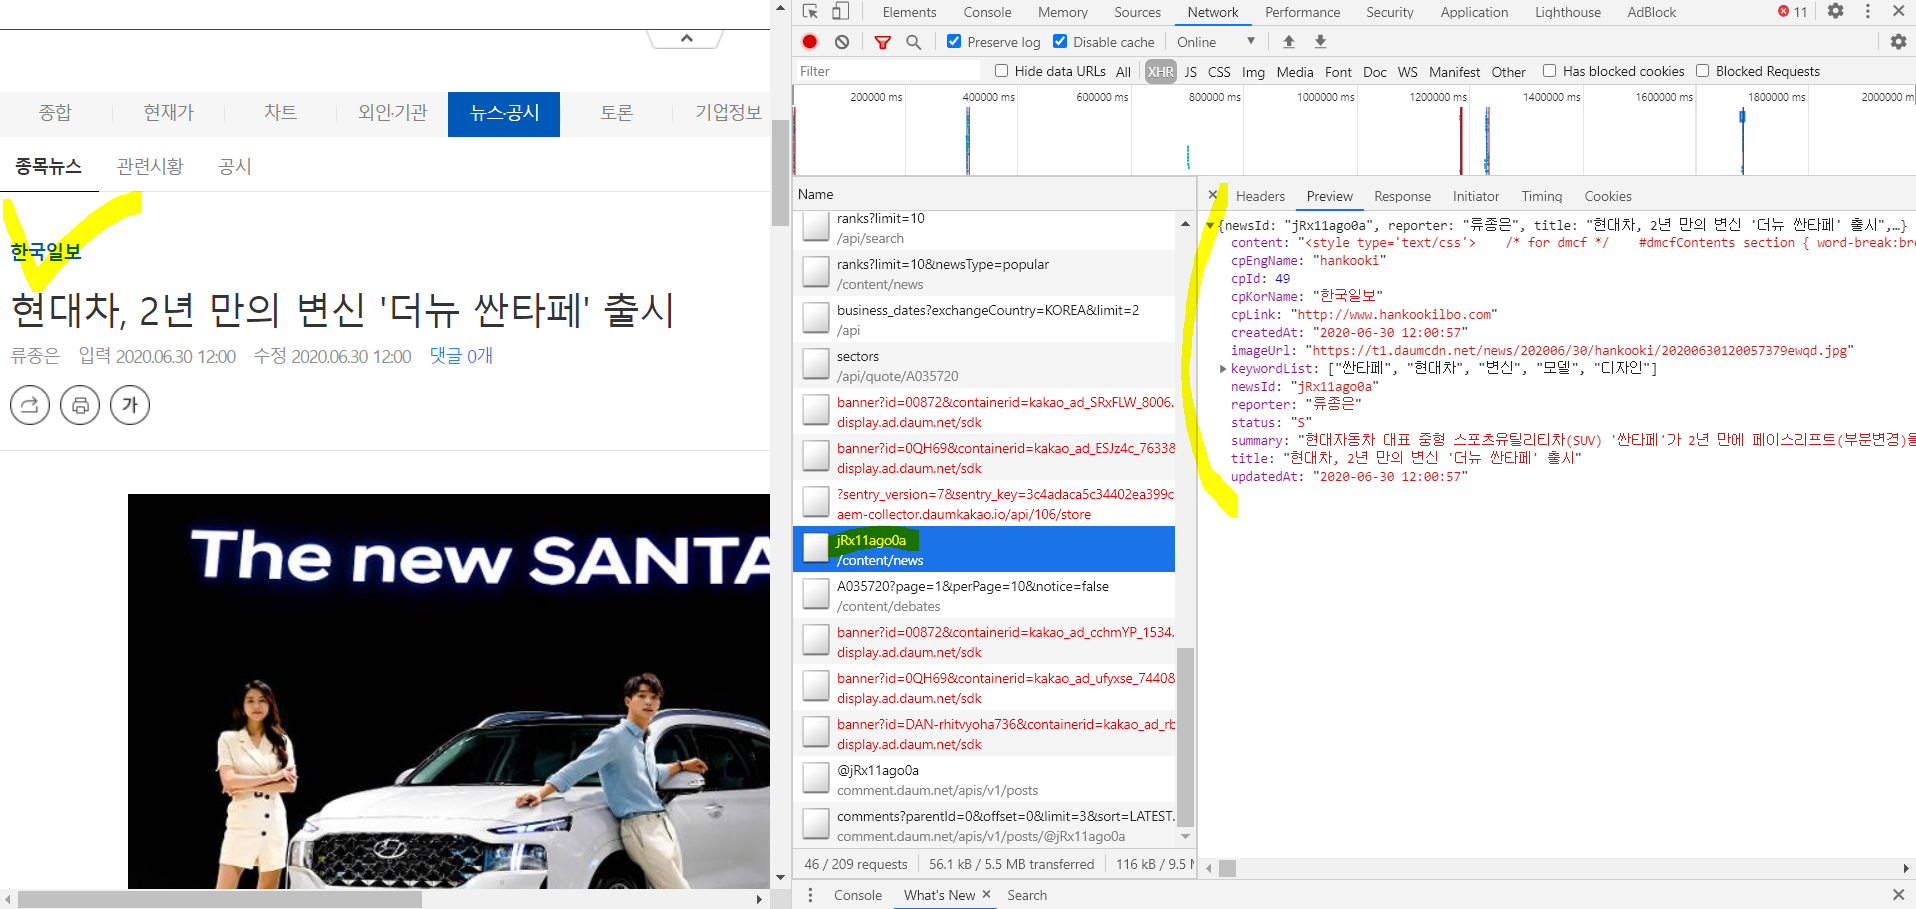 종합
현재가
차트
외인·기관
뉴스·공시
토론
기업정보
종목뉴스
관련시황
공시
한국일보
현대차, 2년 만의 변신 '더뉴 싼타페' 출시
류종은 입력 2020.06.30 12:00 수정 2020.06.30 12:00 댓글 0개
가
The new SANTA
Elements Console Memory Sources Network Performance Security Application Lighthouse AdBlock 11
Preserve log Disable cache Online
Filter Hide data URLs All XHR JS CSS Img Media Font Doc WS Manifest Other Has blocked cookies Blocked Requests
200000 ms 400000 ms 600000 ms 800000 ms 1000000 ms 1200000 ms 1400000 ms 1600000 ms 1800000 ms 2000000 m
Name
ranks?limit=10
/api/search
ranks?limit=10&newsType=popular
/content/news
business_dates?exchangeCountry=KOREA&limit=2
/api
sectors
/api/quote/A035720
banner?id=00872&containerid=kakao_ad_SRxFLW_8006.
display.ad.daum.net/sdk
banner?id=0QH69&containerid=kakao_ad_ESJz4c_7633&
display.ad.daum.net/sdk
?sentry_version=7&sentry_key=3c4adaca5c34402ea399c
aem-collector.daumkakao.io/api/106/store
jRx11ago0a
/content/news
A035720?page=1&perPage=10&notice=false
/content/debates
banner?id=00872&containerid=kakao_ad_cchmYP_1534.
display.ad.daum.net/sdk
banner?id=0QH69&containerid=kakao_ad_ufyxse_7440&
display.ad.daum.net/sdk
banner?id=DAN-rhitvyoha736&containerid=kakao_ad_rb
display.ad.daum.net/sdk
@jRx11ago0a
comment.daum.net/apis/v1/posts
comments?parentId=0&offset=0&limit=3&sort=LATEST.
comment.daum.net/apis/v1/posts/@jRx11ago0a
46 / 209 requests 56.1 kB / 5.5 MB transferred 116 kB / 9.5 M
Headers Preview Response Initiator Timing Cookies
{newsId: "jRx11ago0a", reporter: "류종은", title: "현대차, 2년 만의 변신 '더뉴 싼타페' 출시",…}
content: "<style type='text/css'> /* for dmcf */ #dmcfContents section { word-break:bre
cpEngName: "hankooki"
cpId: 49
cpKorName: "한국일보"
cpLink: "http://www.hankookilbo.com"
createdAt: "2020-06-30 12:00:57"
imageUrl: "https://t1.daumcdn.net/news/202006/30/hankooki/20200630120057379ewqd.jpg"
keywordList: ["싼타페", "현대차", "변신", "모델", "디자인"]
newsId: "jRx11ago0a"
reporter: "류종은"
status: "S"
summary: "현대자동차 대표 중형 스포츠유틸리티차(SUV) '싼타페'가 2년 만에 페이스리프트(부분변경)를
title: "현대차, 2년 만의 변신 '더뉴 싼타페' 출시"
updatedAt: "2020-06-30 12:00:57"
Console What's New Search